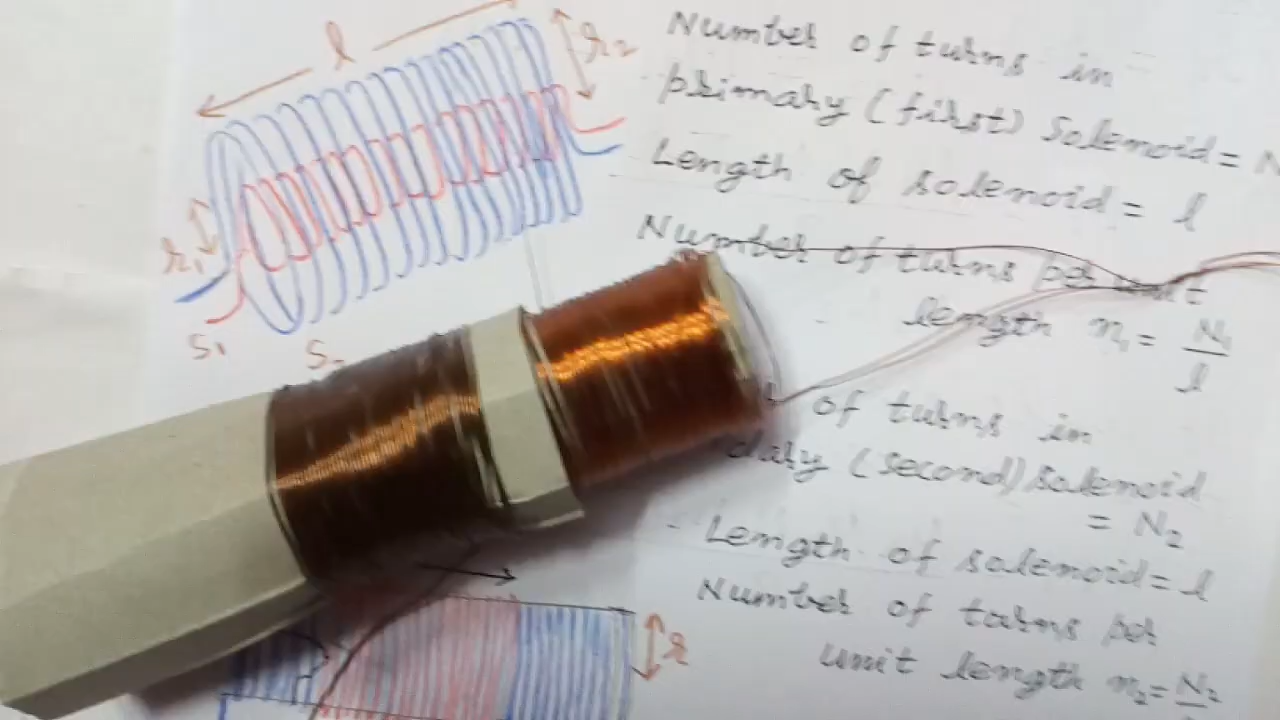 l
r₂
r₁
S₁
S₂
Number of turns in
primary (first) solenoid = N
Length of solenoid = l
Number of turns per unit
length n₁ = N₁/l
of turns in
dary (second) solenoid
= N₂
Length of solenoid = l
Number of turns per
unit length n₂ = N₂
r